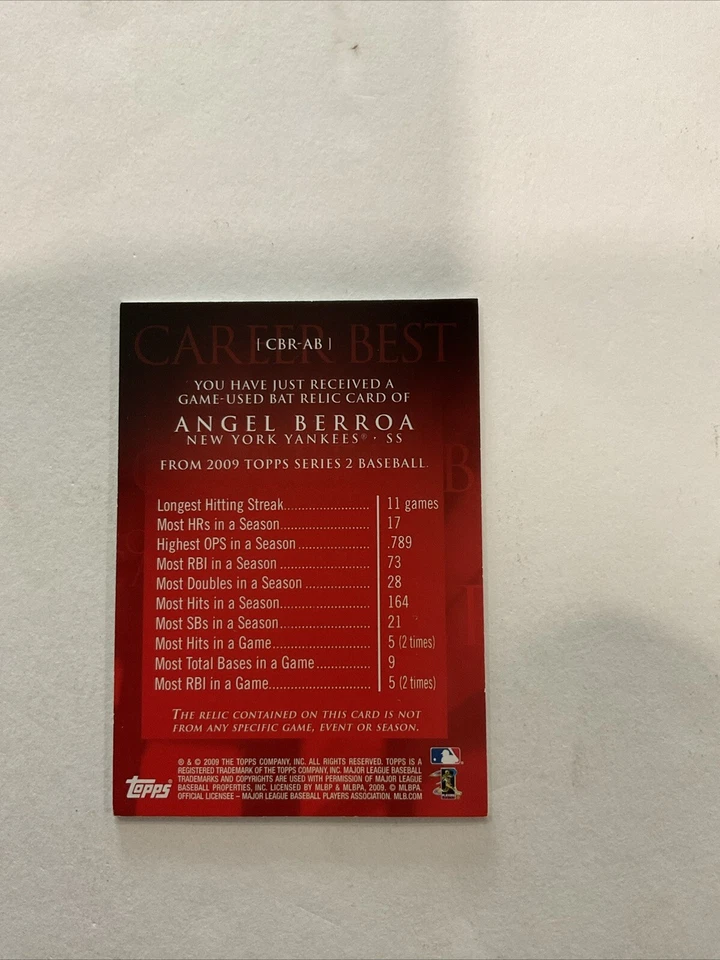 CAREER BEST
[ CBR-AB ]
YOU HAVE JUST RECEIVED A
GAME-USED BAT RELIC CARD OF
ANGEL BERROA
NEW YORK YANKEES® · SS
FROM 2009 TOPPS SERIES 2 BASEBALL.
Longest Hitting Streak........................ 11 games
Most HRs in a Season......................... 17
Highest OPS in a Season .................... .789
Most RBI in a Season.......................... 73
Most Doubles in a Season .................. 28
Most Hits in a Season......................... 164
Most SBs in a Season......................... 21
Most Hits in a Game............................ 5 (2 times)
Most Total Bases in a Game............... 9
Most RBI in a Game............................. 5 (2 times)
THE RELIC CONTAINED ON THIS CARD IS NOT
FROM ANY SPECIFIC GAME, EVENT OR SEASON.
® & © 2009 THE TOPPS COMPANY, INC. ALL RIGHTS RESERVED. TOPPS IS A
REGISTERED TRADEMARK OF THE TOPPS COMPANY, INC. MAJOR LEAGUE BASEBALL
TRADEMARKS AND COPYRIGHTS ARE USED WITH PERMISSION OF MAJOR LEAGUE
BASEBALL PROPERTIES, INC. LICENSED BY MLBP & MLBPA, 2009. © MLBPA.
OFFICIAL LICENSEE – MAJOR LEAGUE BASEBALL PLAYERS ASSOCIATION. MLB.COM
Topps